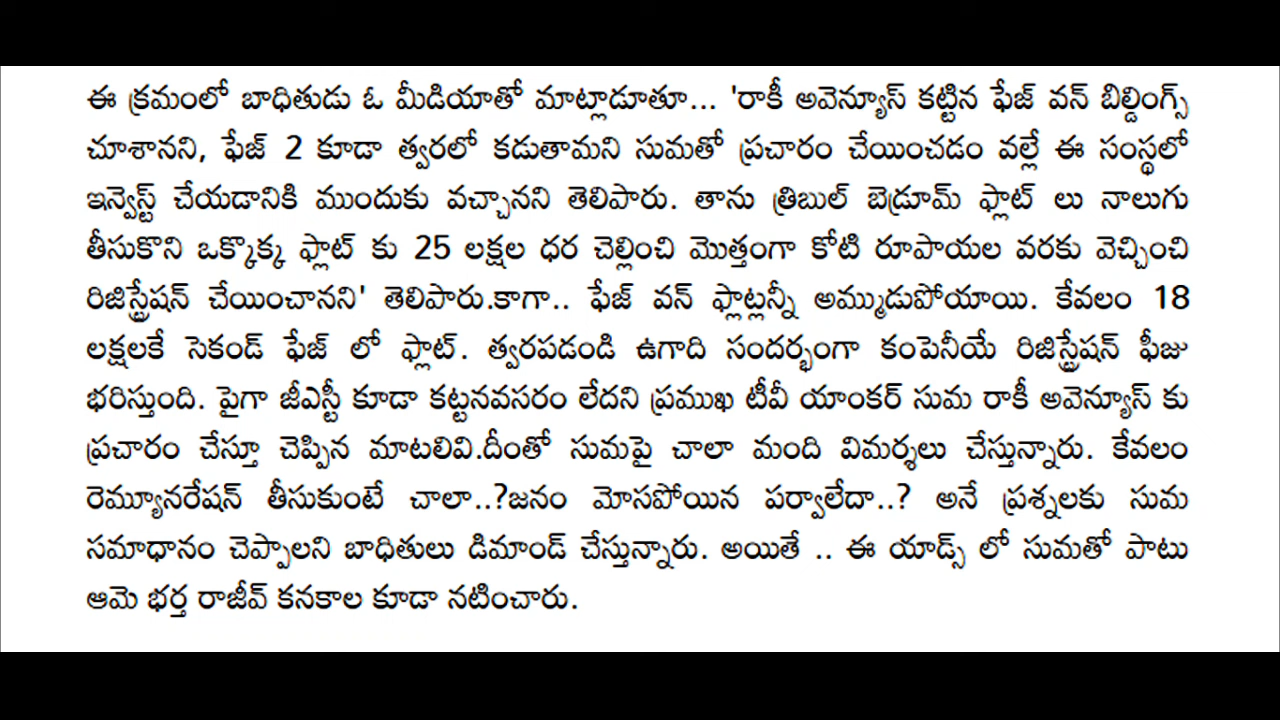 ఈ క్రమంలో బాధితుడు ఓ మీడియాతో మాట్లాడూతూ... 'రాకీ అవెన్యూస్ కట్టిన ఫేజ్ వన్ బిల్డింగ్స్
చూశానని, ఫేజ్ 2 కూడా త్వరలో కడుతామని సుమతో ప్రచారం చేయించడం వల్లే ఈ సంస్థలో
ఇన్వెస్ట్ చేయడానికి ముందుకు వచ్చానని తెలిపారు. తాను త్రిబుల్ బెడ్రూమ్ ఫ్లాట్ లు నాలుగు
తీసుకొని ఒక్కొక్క ఫ్లాట్ కు 25 లక్షల ధర చెల్లించి మొత్తంగా కోటి రూపాయల వరకు వెచ్చించి
రిజిస్ట్రేషన్ చేయించానని' తెలిపారు.కాగా.. ఫేజ్ వన్ ఫ్లాట్లన్నీ అమ్ముడుపోయాయి. కేవలం 18
లక్షలకే సెకండ్ ఫేజ్ లో ఫ్లాట్. త్వరపడండి ఉగాది సందర్భంగా కంపెనీయే రిజిస్ట్రేషన్ ఫీజు
భరిస్తుంది. పైగా జీఎస్టీ కూడా కట్టనవసరం లేదని ప్రముఖ టీవీ యాంకర్ సుమ రాకీ అవెన్యూస్ కు
ప్రచారం చేస్తూ చెప్పిన మాటలివి.దీంతో సుమపై చాలా మంది విమర్శలు చేస్తున్నారు. కేవలం
రెమ్యూనరేషన్ తీసుకుంటే చాలా..?జనం మోసపోయిన పర్వాలేదా..? అనే ప్రశ్నలకు సుమ
సమాధానం చెప్పాలని బాధితులు డిమాండ్ చేస్తున్నారు. అయితే .. ఈ యాడ్స్ లో సుమతో పాటు
ఆమె భర్త రాజీవ్ కనకాల కూడా నటించారు.